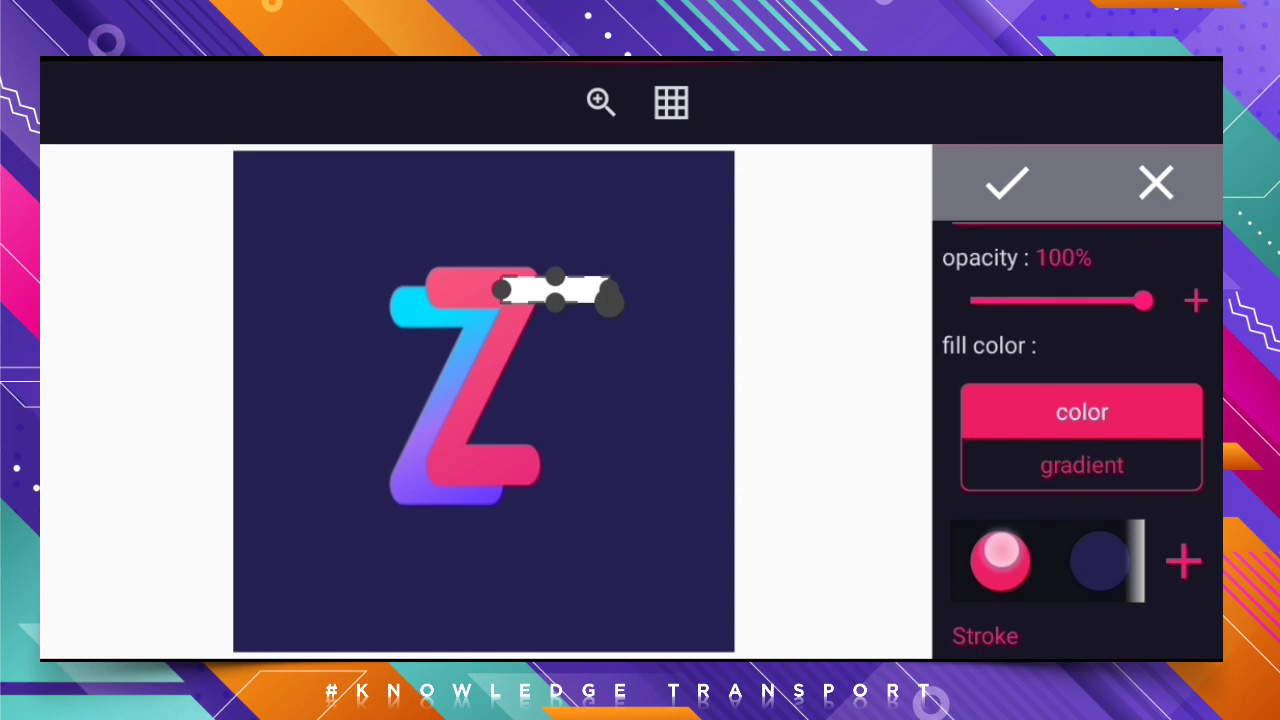 opacity : 100%
fill color :
color
gradient
Stroke
#KNOWLEDGE TRANSPORT